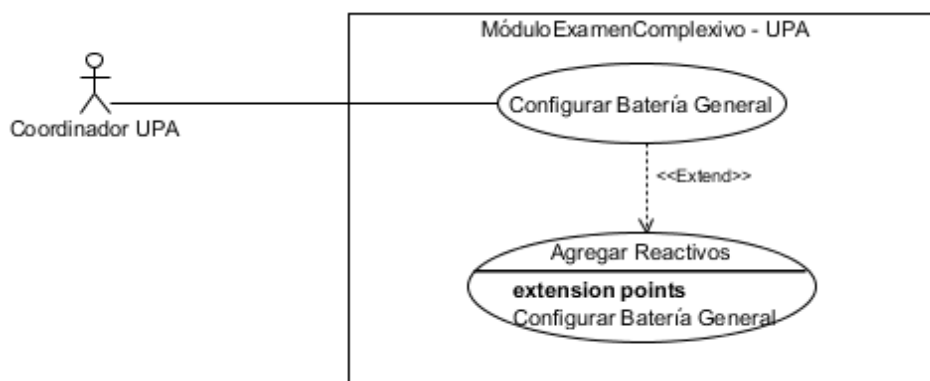 MóduloExamenComplexivo - UPA
Coordinador UPA
Configurar Batería General
<<Extend>>
Agregar Reactivos
extension points
Configurar Batería General